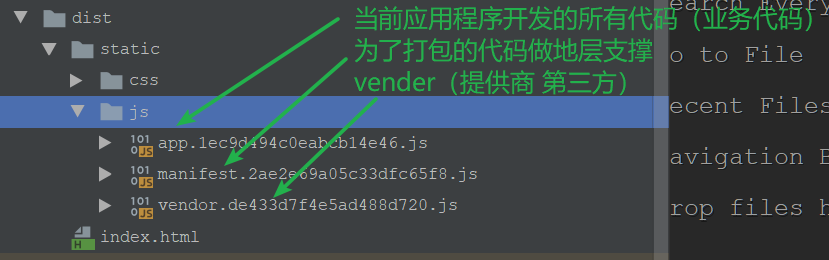 dist
当前应用程序开发的所有代码（业务代码）
earch Every
static
为了打包的代码做地层支撑
o to File
css
vender（提供商 第三方）
js
ecent Files
app.1ec9d494c0eabcb14e46.js
avigation B
manifest.2ae2e69a05c33dfc65f8.js
vendor.de433d7f4e5ad488d720.js
rop files h
index.html